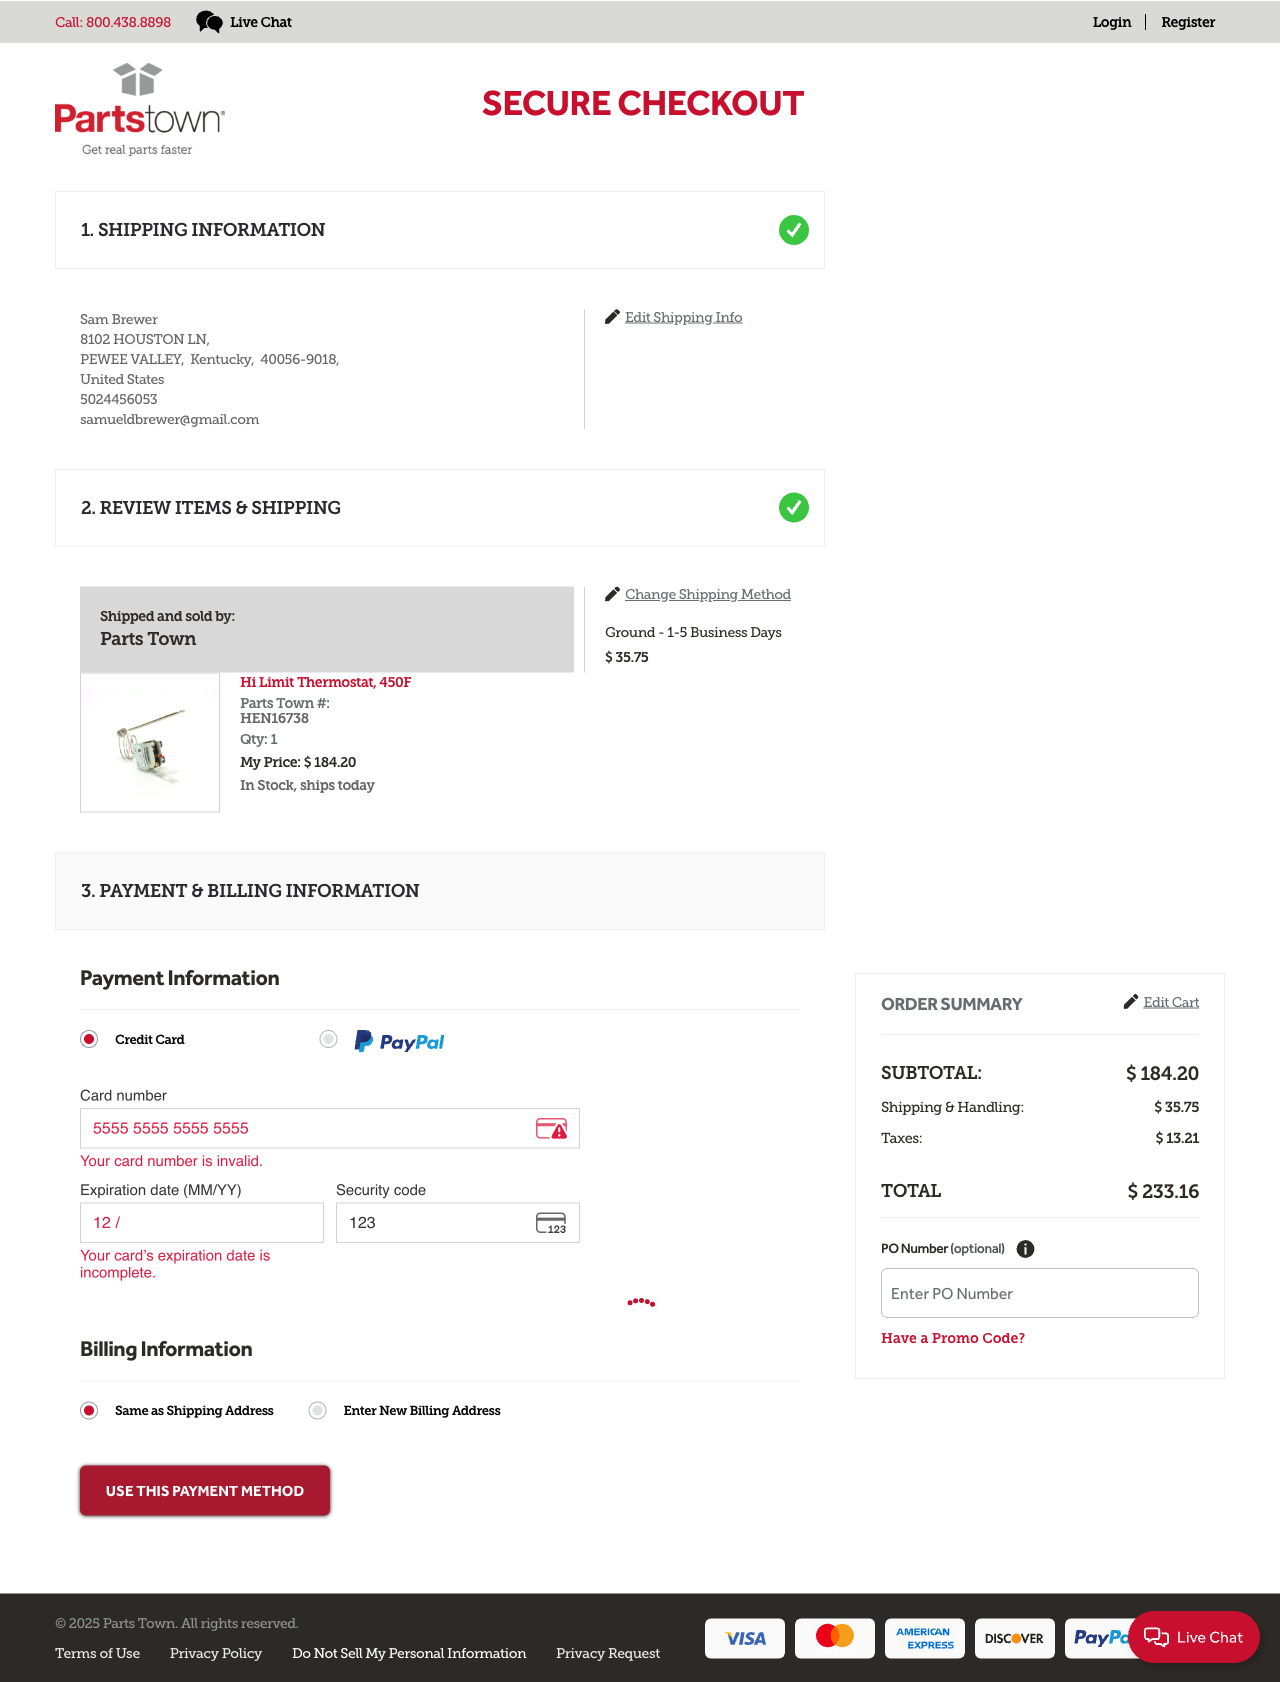 Call: 800.438.8898
Live Chat
Login
Register
Partstown®
Get real parts faster
SECURE CHECKOUT
1. SHIPPING INFORMATION
Sam Brewer
8102 HOUSTON LN,
PEWEE VALLEY, Kentucky, 40056-9018,
United States
5024456053
samueldbrewer@gmail.com
Edit Shipping Info
2. REVIEW ITEMS & SHIPPING
Shipped and sold by:
Parts Town
Change Shipping Method
Ground - 1-5 Business Days
$ 35.75
Hi Limit Thermostat, 450F
Parts Town #:
HEN16738
Qty: 1
My Price: $ 184.20
In Stock, ships today
3. PAYMENT & BILLING INFORMATION
Payment Information
Credit Card
PayPal
Card number
5555 5555 5555 5555
Your card number is invalid.
Expiration date (MM/YY)
Security code
12 /
123
123
Your card's expiration date is
incomplete.
Billing Information
Same as Shipping Address
Enter New Billing Address
USE THIS PAYMENT METHOD
ORDER SUMMARY
Edit Cart
SUBTOTAL:
$ 184.20
Shipping & Handling:
$ 35.75
Taxes:
$ 13.21
TOTAL
$ 233.16
PO Number (optional)
Enter PO Number
Have a Promo Code?
© 2025 Parts Town. All rights reserved.
Terms of Use
Privacy Policy
Do Not Sell My Personal Information
Privacy Request
VISA
AMERICAN
EXPRESS
DISCOVER
PayPa
Live Chat